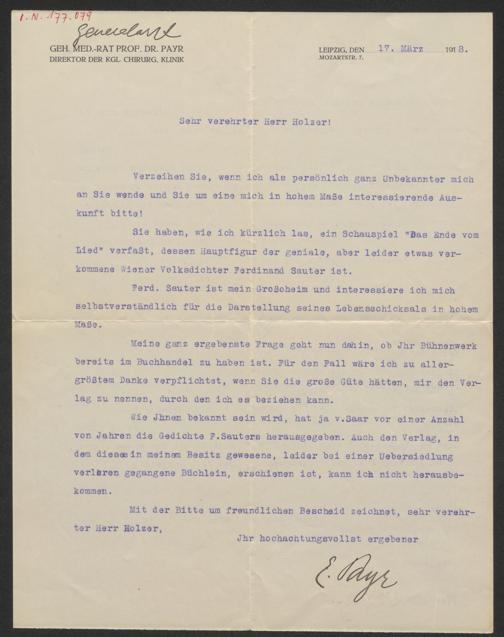 I.N. 177.079
Generalarzt
GEH. MED.-RAT PROF. DR. PAYR
DIREKTOR DER KGL CHIRURG. KLINIK
LEIPZIG, DEN 17. März 1918.
MOZARTSTR. 7.
Sehr verehrter Herr Holzer!
Verzeihen Sie, wenn ich als persönlich ganz Unbekannter mich
an Sie wende und Sie um eine mich in hohem Maße interessierende Aus-
kunft bitte!
Sie haben, wie ich kürzlich las, ein Schauspiel "Das Ende vom
Lied" verfaßt, dessen Hauptfigur der geniale, aber leider etwas ver-
kommene Wiener Volksdichter Ferdinand Sauter ist.
Ferd. Sauter ist mein Großoheim und interessiere ich mich
selbstverständlich für die Darstellung seines Lebensschicksals in hohem
Maße.
Meine ganz ergebenste Frage geht nun dahin, ob Jhr Bühnenwerk
bereits im Buchhandel zu haben ist. Für den Fall wäre ich zu aller-
größtem Danke verpflichtet, wenn Sie die große Güte hätten, mir den Ver-
lag zu nennen, durch den ich es beziehen kann.
Wie Jhnen bekannt sein wird, hat ja v.Saar vor einer Anzahl
von Jahren die Gedichte F.Sauters herausgegeben. Auch den Verlag, in
dem dieses in meinem Besitz gewesene, leider bei einer Uebersiedlung
verloren gegangene Büchlein, erschienen ist, kann ich nicht herausbe-
kommen.
Mit der Bitte um freundlichen Bescheid zeichnet, sehr verehr-
ter Herr Holzer,
Jhr hochachtungsvollst ergebener
E. Payr